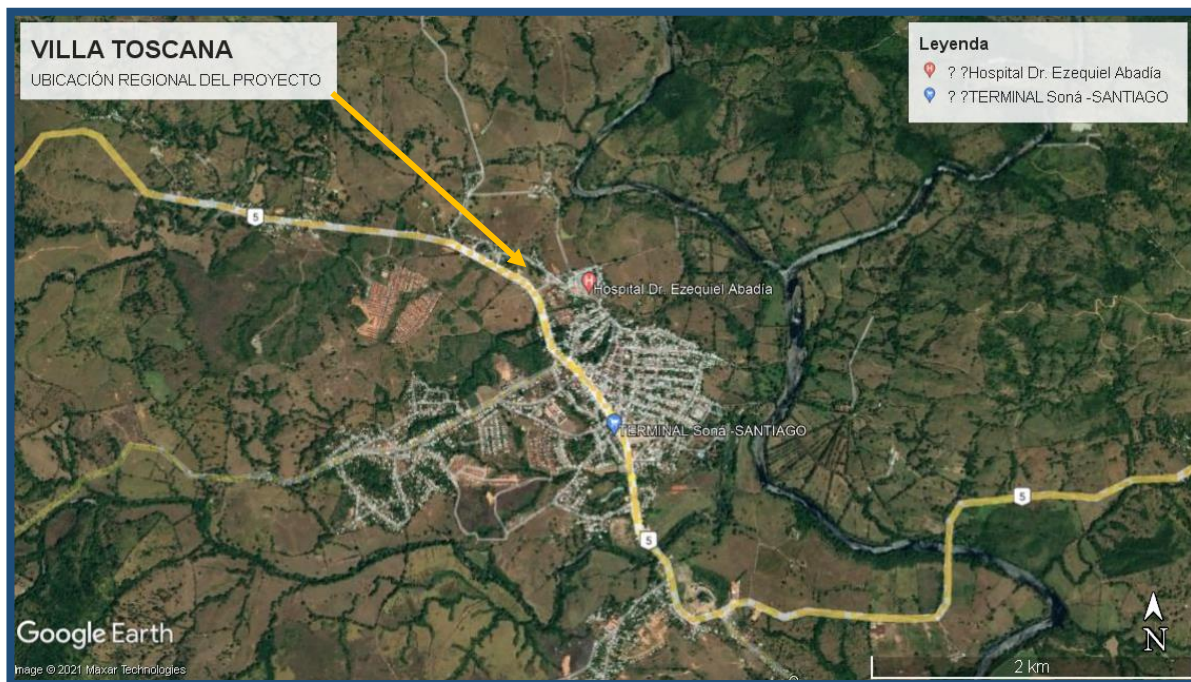 VILLA TOSCANA
UBICACIÓN REGIONAL DEL PROYECTO
Leyenda
? ?Hospital Dr. Ezequiel Abadía
? ?TERMINAL Soná -SANTIAGO
5
H
Hospital Dr. Ezequiel Abadía
TERMINAL Soná -SANTIAGO
5
5
Google Earth
Image © 2021 Maxar Technologies
N
2 km